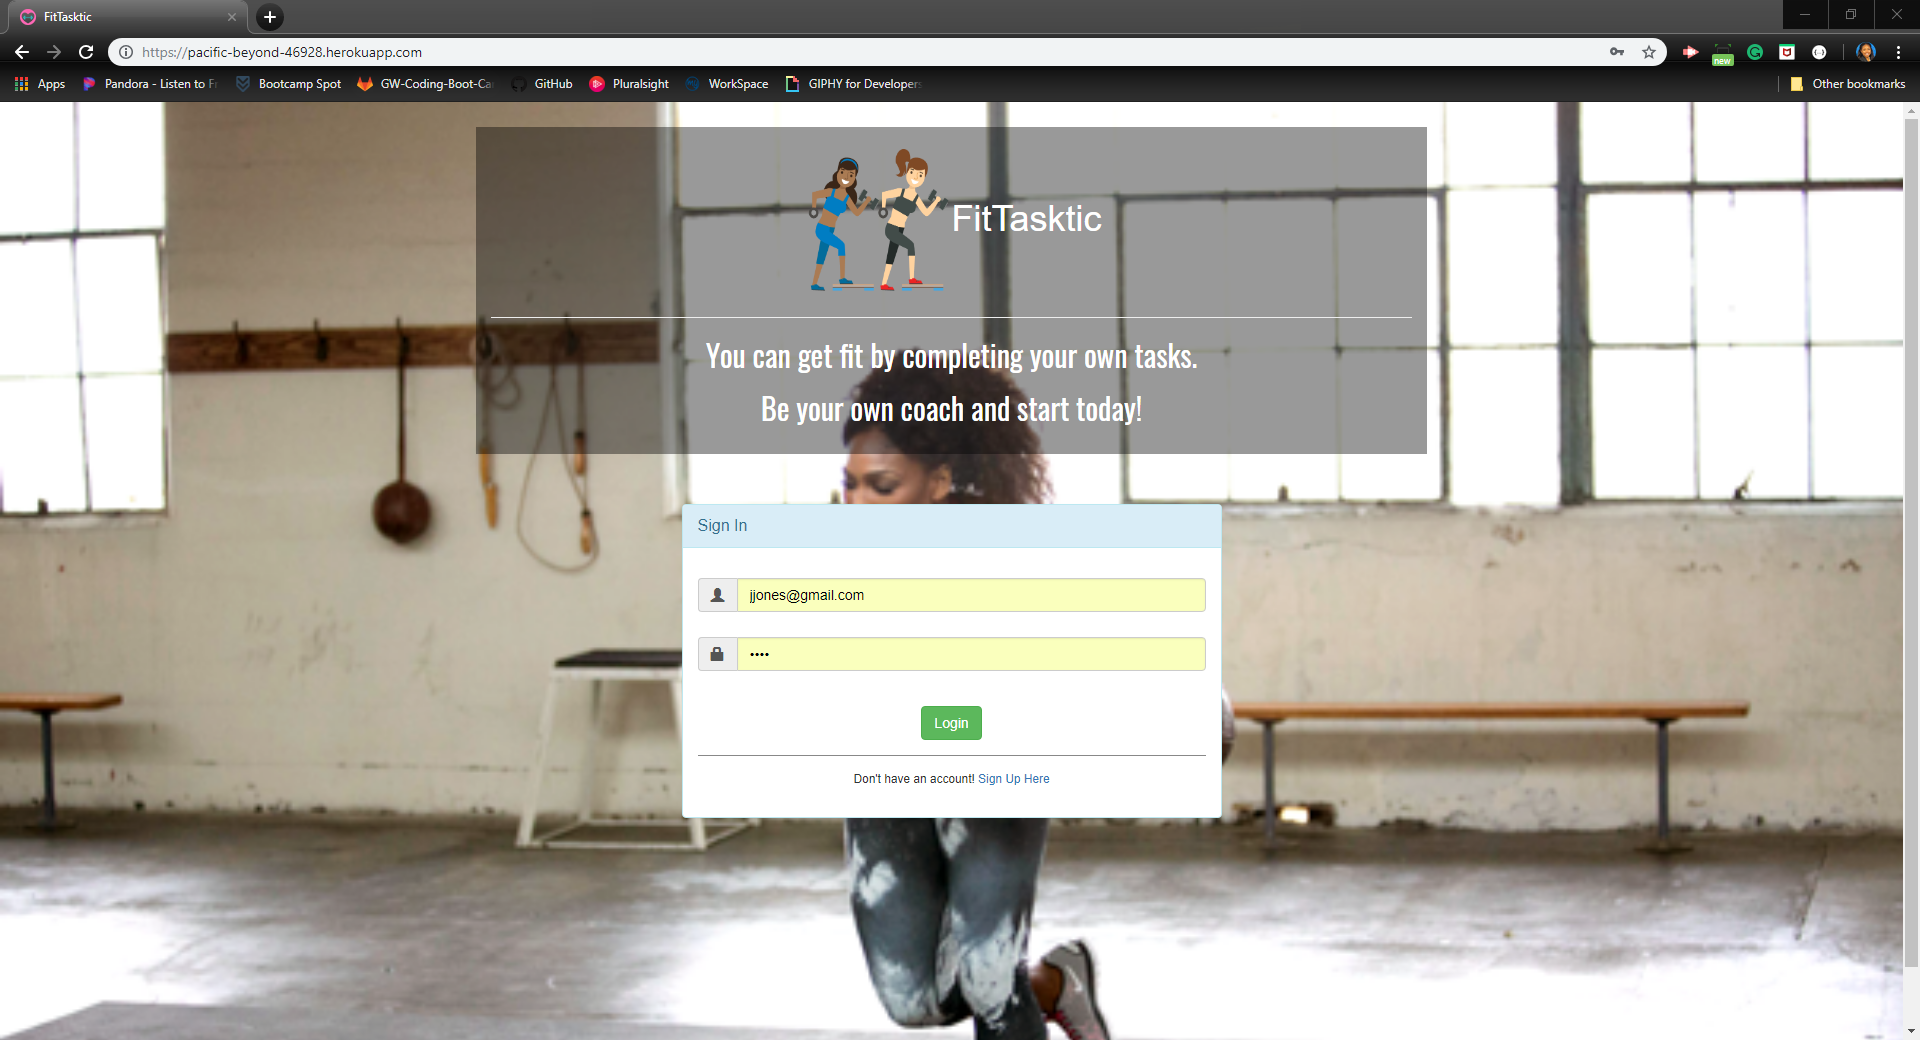 FitTasktic
https://pacific-beyond-46928.herokuapp.com
new
Apps
Pandora - Listen to Fr
Bootcamp Spot
GW-Coding-Boot-Ca
GitHub
Pluralsight
WorkSpace
GIPHY for Developers
Other bookmarks
FitTasktic
You can get fit by completing your own tasks.
Be your own coach and start today!
Sign In
jjones@gmail.com
••••
Login
Don't have an account! Sign Up Here